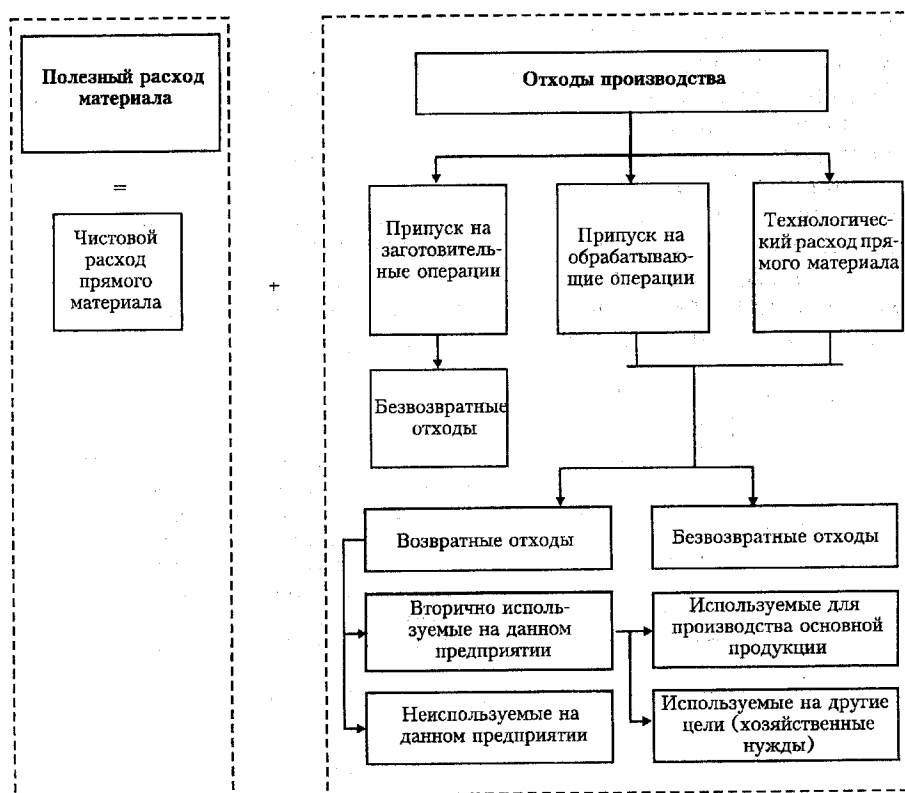 Полезный расход
материала
=
Чистовой
расход
прямого
материала
+
Отходы производства
Припуск на
заготовитель-
ные операции
Припуск на
обрабатываю-
щие операции
Технологичес-
кий расход пря-
мого материала
Безвозвратные
отходы
Возвратные отходы
Безвозвратные отходы
Вторично исполь-
зуемые на данном
предприятии
Используемые для
производства основной
продукции
Неиспользуемые на
данном предприятии
Используемые на другие
цели (хозяйственные
нужды)